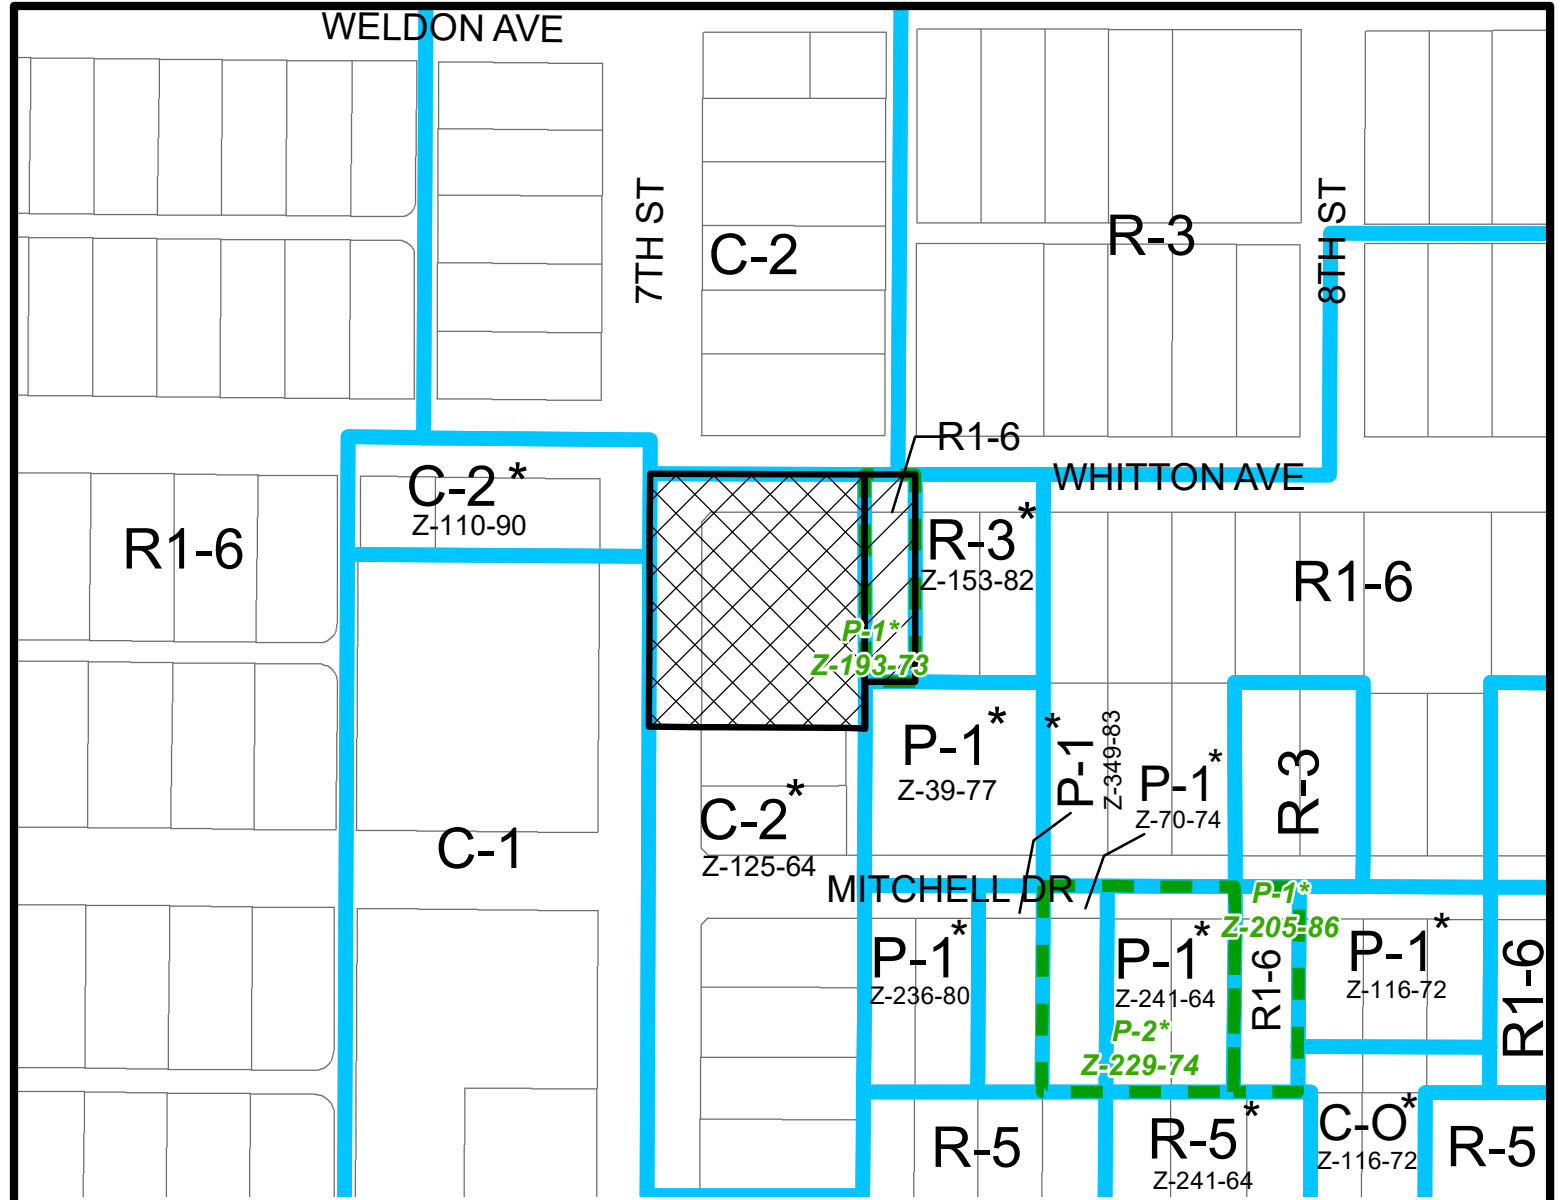 WELDON AVE
7TH ST
C-2
R-3
8TH ST
R1-6
C-2 *
Z-110-90
WHITTON AVE
R1-6
R-3*
Z-153-82
R1-6
P-1*
Z-193-73
P-1*
Z-39-77
P-1*
Z-349-83
P-1*
Z-70-74
R-3
C-2*
Z-125-64
C-1
MITCHELL DR
P-1*
Z-205-86
P-1*
Z-236-80
P-1*
Z-241-64
R1-6
P-1*
Z-116-72
R1-6
P-2*
Z-229-74
R-5
R-5*
Z-241-64
C-O*
Z-116-72
R-5